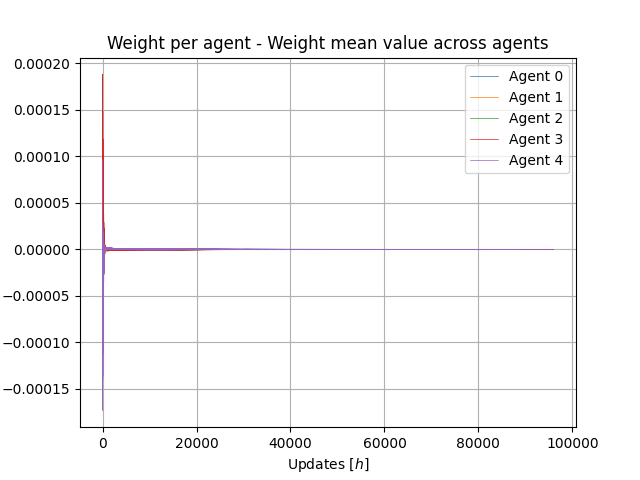 Weight per agent - Weight mean value across agents
0.00020
0.00015
0.00010
0.00005
0.00000
−0.00005
−0.00010
−0.00015
Agent 0
Agent 1
Agent 2
Agent 3
Agent 4
0 20000 40000 60000 80000 100000
Updates [h]